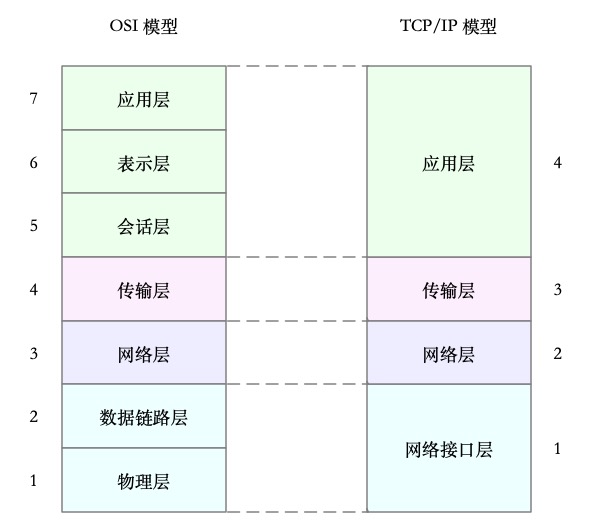 OSI 模型
TCP/IP 模型
7
应用层
6
表示层
应用层
4
5
会话层
4
传输层
传输层
3
3
网络层
网络层
2
2
数据链路层
网络接口层
1
1
物理层